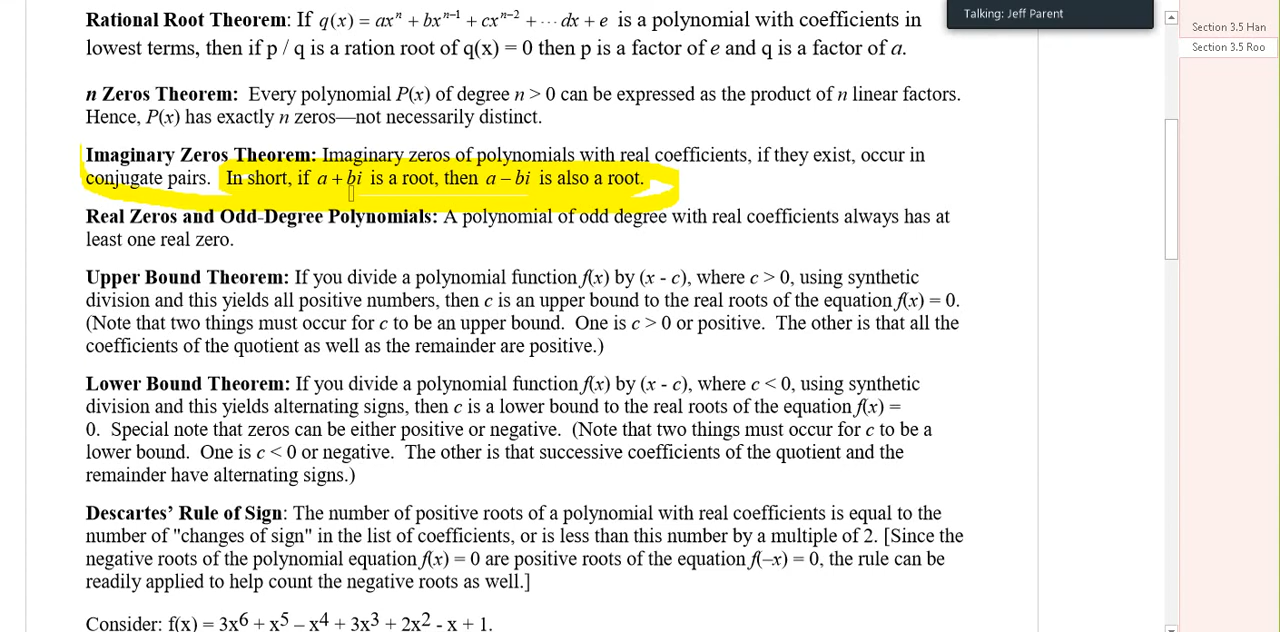 Talking: Jeff Parent
Section 3.5 Han
Section 3.5 Roo
Rational Root Theorem: If q(x) = axⁿ + bxⁿ⁻¹ + cxⁿ⁻² + ··· dx + e is a polynomial with coefficients in
lowest terms, then if p / q is a ration root of q(x) = 0 then p is a factor of e and q is a factor of a.
n Zeros Theorem: Every polynomial P(x) of degree n > 0 can be expressed as the product of n linear factors.
Hence, P(x) has exactly n zeros—not necessarily distinct.
Imaginary Zeros Theorem: Imaginary zeros of polynomials with real coefficients, if they exist, occur in
conjugate pairs. In short, if a + bi is a root, then a – bi is also a root.
Real Zeros and Odd-Degree Polynomials: A polynomial of odd degree with real coefficients always has at
least one real zero.
Upper Bound Theorem: If you divide a polynomial function f(x) by (x - c), where c > 0, using synthetic
division and this yields all positive numbers, then c is an upper bound to the real roots of the equation f(x) = 0.
(Note that two things must occur for c to be an upper bound. One is c > 0 or positive. The other is that all the
coefficients of the quotient as well as the remainder are positive.)
Lower Bound Theorem: If you divide a polynomial function f(x) by (x - c), where c < 0, using synthetic
division and this yields alternating signs, then c is a lower bound to the real roots of the equation f(x) =
0. Special note that zeros can be either positive or negative. (Note that two things must occur for c to be a
lower bound. One is c < 0 or negative. The other is that successive coefficients of the quotient and the
remainder have alternating signs.)
Descartes’ Rule of Sign: The number of positive roots of a polynomial with real coefficients is equal to the
number of "changes of sign" in the list of coefficients, or is less than this number by a multiple of 2. [Since the
negative roots of the polynomial equation f(x) = 0 are positive roots of the equation f(–x) = 0, the rule can be
readily applied to help count the negative roots as well.]
Consider: f(x) = 3x⁶ + x⁵ – x⁴ + 3x³ + 2x² - x + 1.